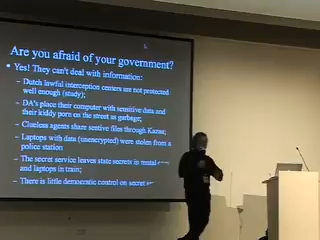 Are you afraid of your government?
• Yes! They can't deal with information:
– Dutch lawful interception centers are not protected
well enough (study);
– DA's place their computer with sensitive data and
their kiddy porn on the street as garbage;
– Clueless agents share sentive files through Kazaa;
– Laptops with data (unencrypted) were stolen from a
police station
– The secret service leaves state secrets in rental
and laptops in train;
– There is little democratic control on secret